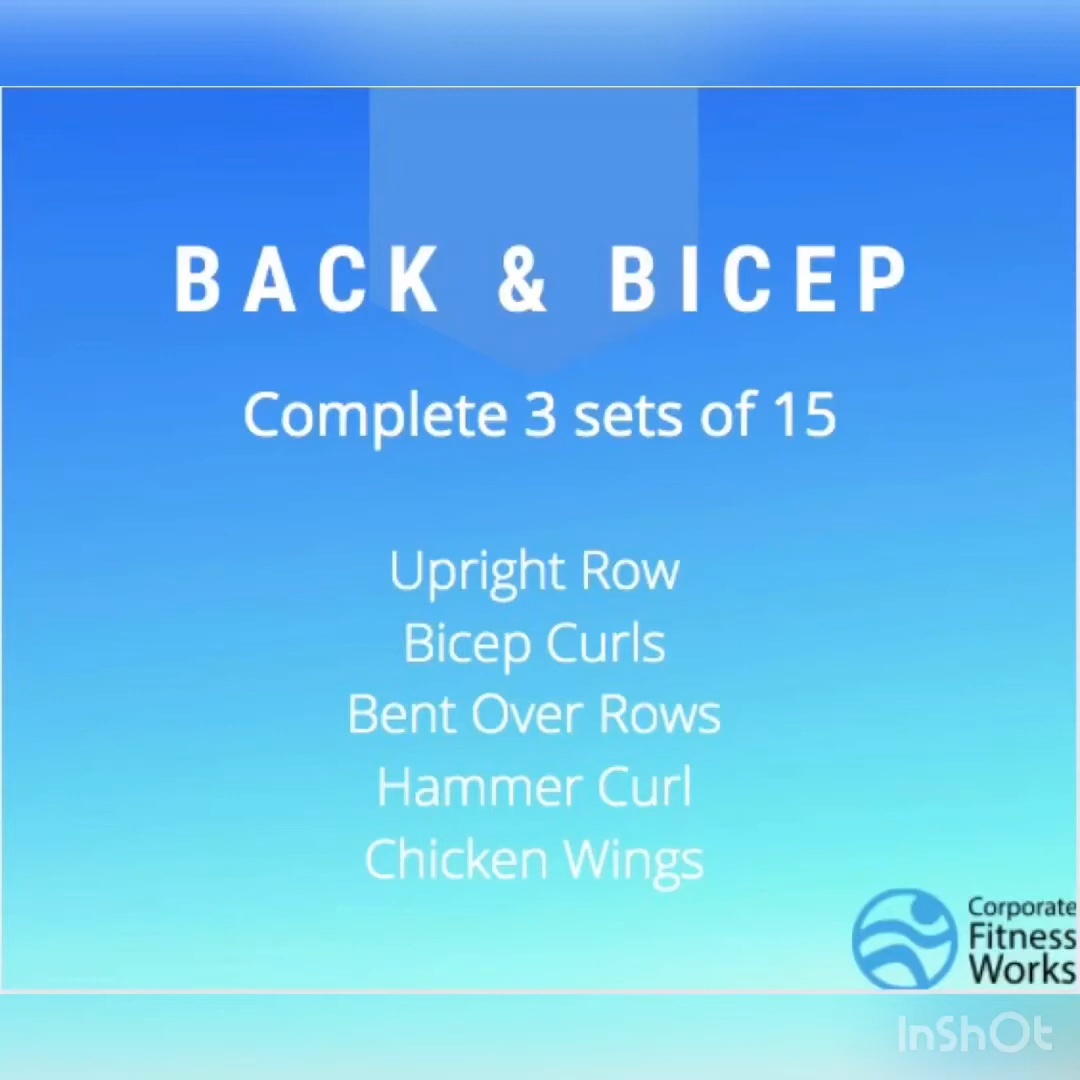 BACK & BICEP
Complete 3 sets of 15
Upright Row
Bicep Curls
Bent Over Rows
Hammer Curl
Chicken Wings
Corporate
Fitness
Works
InShOt